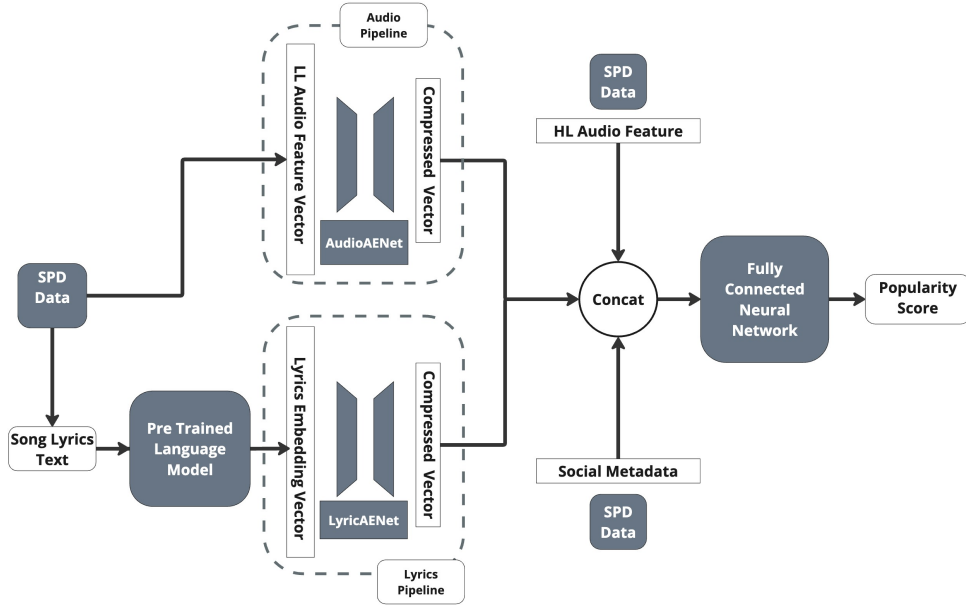 Audio
Pipeline
LL Audio Feature Vector
Compressed Vector
AudioAENet
SPD
Data
HL Audio Feature
SPD
Data
Song Lyrics
Text
Pre Trained
Language
Model
Lyrics Embedding Vector
Compressed Vector
LyricAENet
Lyrics
Pipeline
Concat
Social Metadata
SPD
Data
Fully
Connected
Neural
Network
Popularity
Score